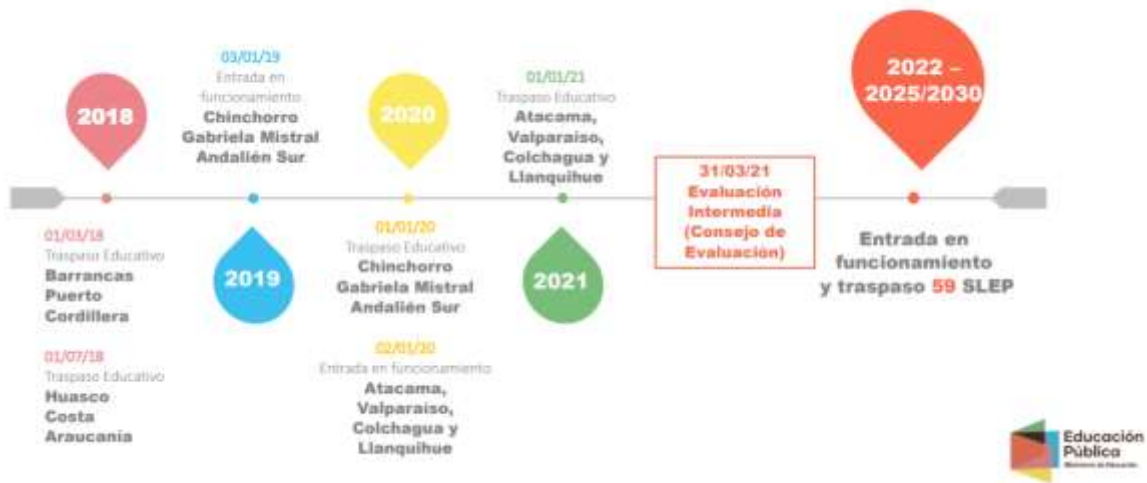 2018
01/03/18
Traspaso Educativo
Barrancas
Puerto
Cordillera
01/07/18
Traspaso Educativo
Huasco
Costa
Araucanía
03/01/19
Entrada en
funcionamiento
Chinchorro
Gabriela Mistral
Andalién Sur
2019
2020
01/01/20
Traspaso Educativo
Chinchorro
Gabriela Mistral
Andalién Sur
02/01/20
Entrada en funcionamiento
Atacama,
Valparaíso,
Colchagua y
Llanquihue
01/01/21
Traspaso Educativo
Atacama,
Valparaíso,
Colchagua y
Llanquihue
2021
31/03/21
Evaluación
Intermedia
(Consejo de
Evaluación)
2022 –
2025/2030
Entrada en
funcionamiento
y traspaso 59 SLEP
Educación
Pública
Ministerio de Educación